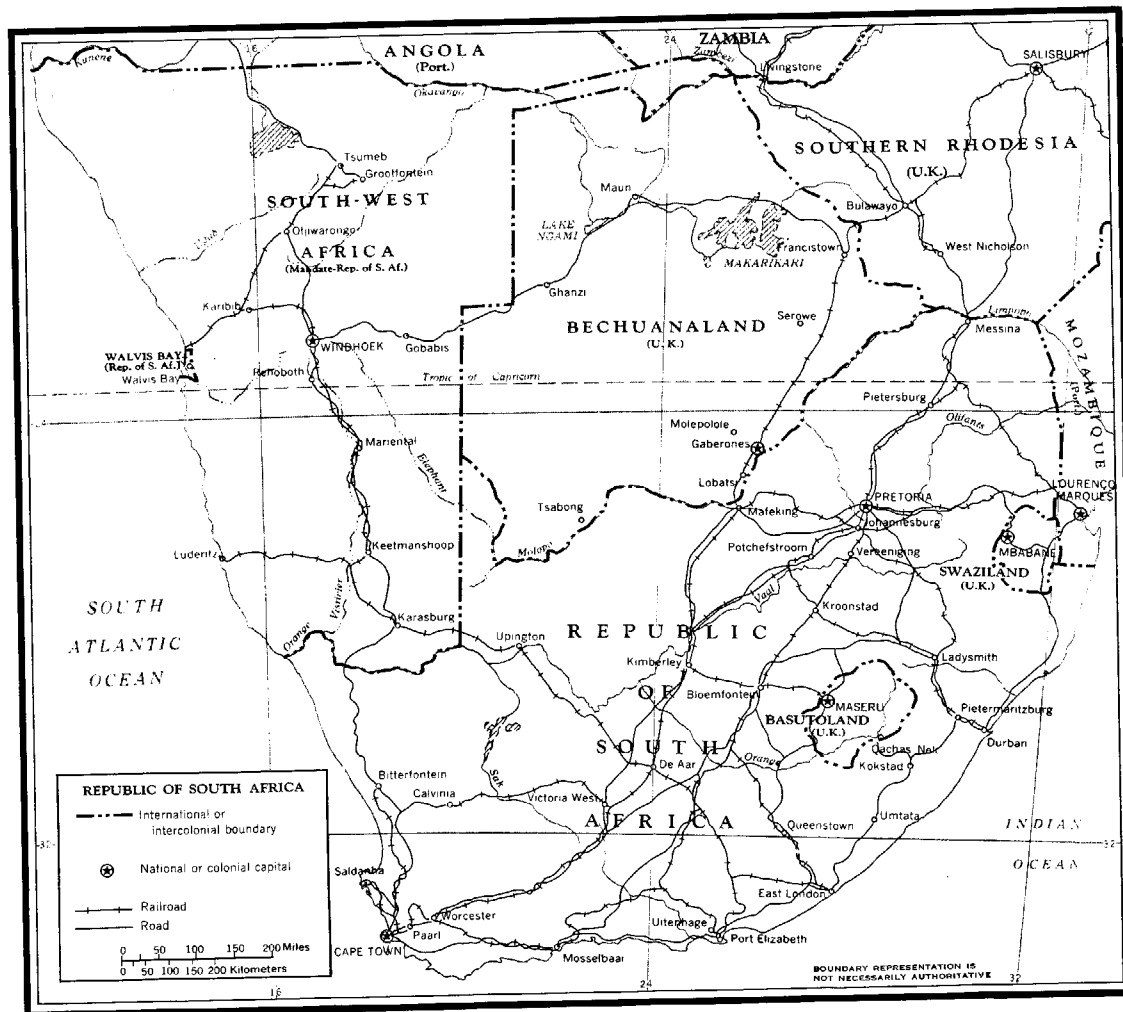 16
ANGOLA
(Port.)
24
ZAMBIA
SALISBURY
Kunene
Okavango
Zambezi
Livingstone
SOUTHERN RHODESIA
(U.K.)
Tsumeb
Grootfontein
SOUTH-WEST
AFRICA
(Mandate-Rep. of S. Af.)
Otjiwarongo
Maun
LAKE
NGAMI
Bulawayo
Francistown
MAKARIKARI
West Nicholson
Ghanzi
Karibib
BECHUANALAND
(U.K.)
Serowe
Limpopo
Messina
MOZAMBIQUE
(Port.)
WINDHOEK
Gobabis
WALVIS BAY
(Rep. of S. Af.)
Walvis Bay
Rehoboth
Tropic of Capricorn
Pietersburg
Olifants
Molepolole
Gaberones
Mariental
Elephant
Lobatsi
LOURENÇO
MARQUES
PRETORIA
Tsabong
Mafeking
Johannesburg
Molopo
Potchefstroom
Vereeniging
MBABANE
SWAZILAND
(U.K.)
Luderitz
Keetmanshoop
Vaal
Kroonstad
SOUTH
ATLANTIC
OCEAN
Orange
Karasburg
Upington
REPUBLIC
OF
SOUTH
AFRICA
Kimberley
Ladysmith
Bloemfontein
MASERU
BASUTOLAND
(U.K.)
Pietermaritzburg
Durban
Qachas Nek
Kokstad
Orange
De Aar
Sak
Bitterfontein
Calvinia
Victoria West
Queenstown
Umtata
INDIAN
OCEAN
32
32
East London
Saldanha
Worcester
Paarl
CAPE TOWN
Uitenhage
Port Elizabeth
Mosselbaai
REPUBLIC OF SOUTH AFRICA
International or
intercolonial boundary
National or colonial capital
Railroad
Road
0 50 100 150 200 Miles
0 50 100 150 200 Kilometers
BOUNDARY REPRESENTATION IS
NOT NECESSARILY AUTHORITATIVE
16
24
32